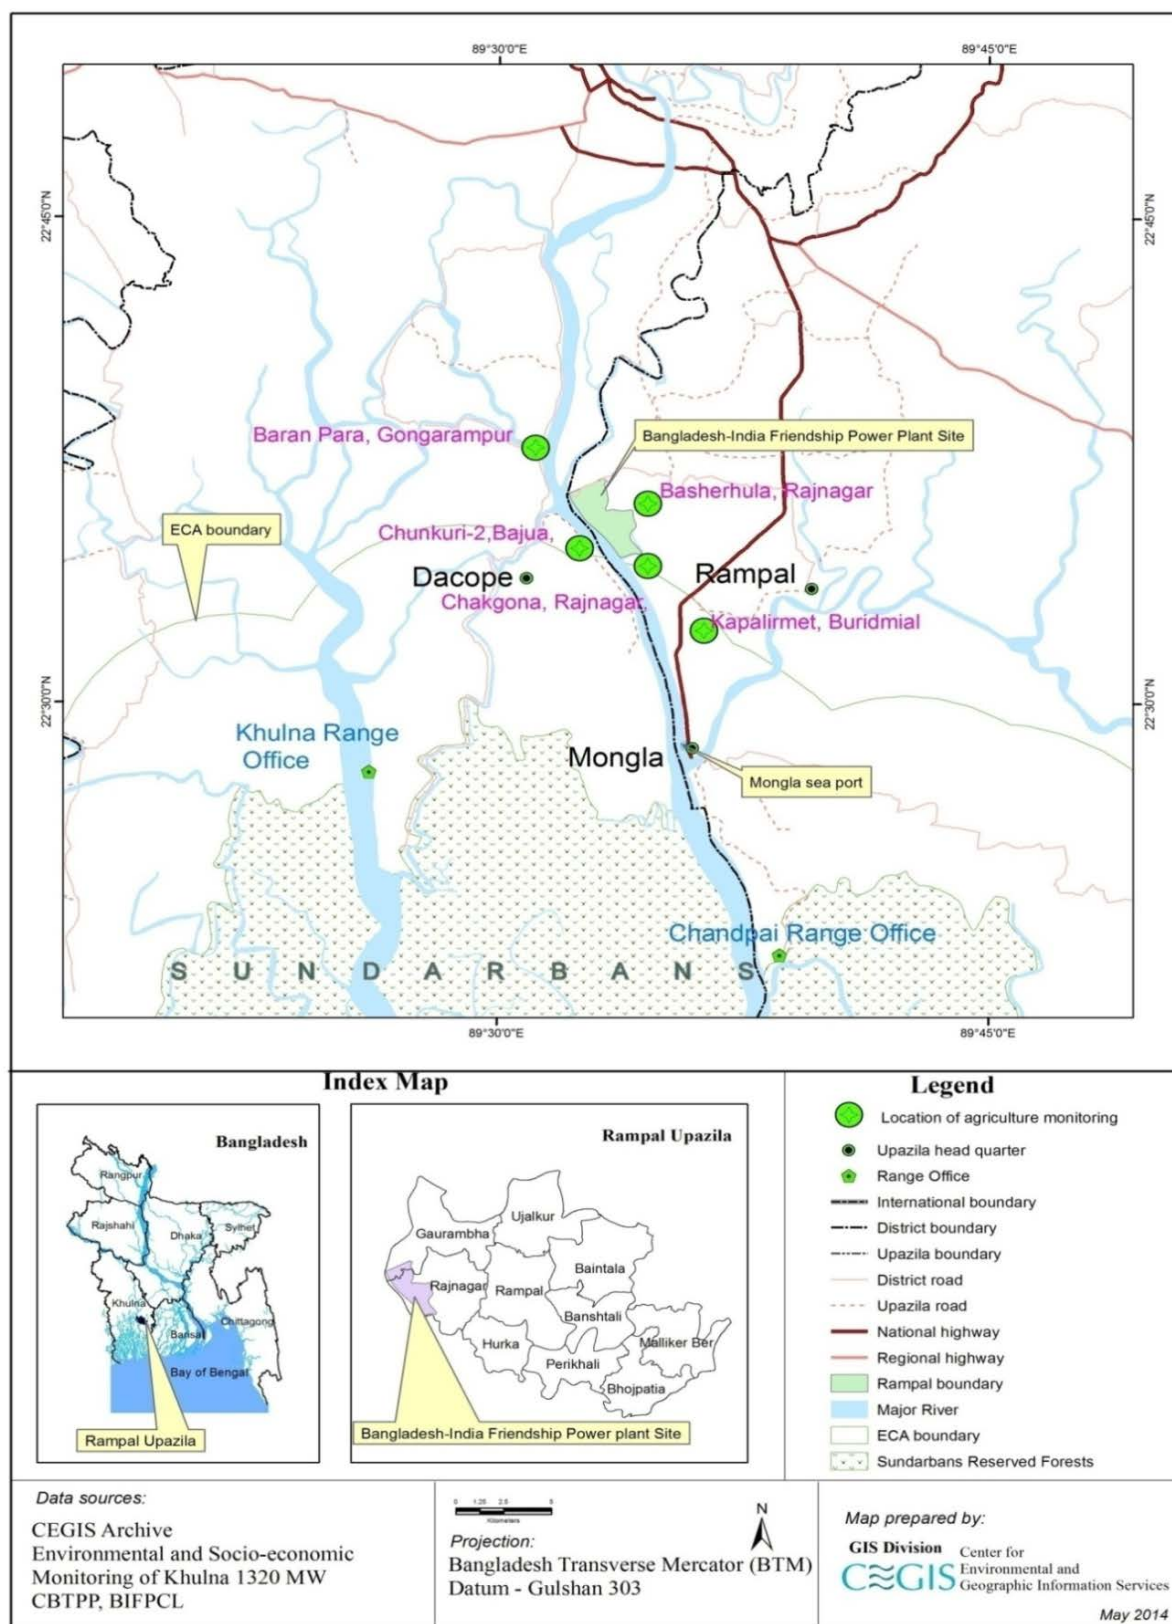 89°30'0"E
89°45'0"E
22°45'0"N
22°45'0"N
Baran Para, Gongarampur
Bangladesh-India Friendship Power Plant Site
Basherhula, Rajnagar
ECA boundary
Chunkuri-2,Bajua,
Dacope
Rampal
Chakgona, Rajnagar,
Kapalirmet, Buridmial
22°30'0"N
22°30'0"N
Khulna Range
Office
Mongla
Mongla sea port
Chandpai Range Office
SUNDARBANS
89°30'0"E
89°45'0"E
Index Map
Bangladesh
Rangpur
Rajshahi
Dhaka
Sylhet
Khulna
Barisal
Chittagong
Bay of Bengal
Rampal Upazila
Rampal Upazila
Ujalkur
Gaurambha
Baintala
Rajnagar
Rampal
Banshtali
Hurka
Malliker Ber
Perikhali
Bhojpatia
Bangladesh-India Friendship Power plant Site
Legend
Location of agriculture monitoring
Upazila head quarter
Range Office
International boundary
District boundary
Upazila boundary
District road
Upazila road
National highway
Regional highway
Rampal boundary
Major River
ECA boundary
Sundarbans Reserved Forests
Data sources:
CEGIS Archive
Environmental and Socio-economic
Monitoring of Khulna 1320 MW
CBTPP, BIFPCL
0 1.25 2.5 5
Kilometers
N
Projection:
Bangladesh Transverse Mercator (BTM)
Datum - Gulshan 303
Map prepared by:
GIS Division
CEGIS
Center for
Environmental and
Geographic Information Services
May 2014